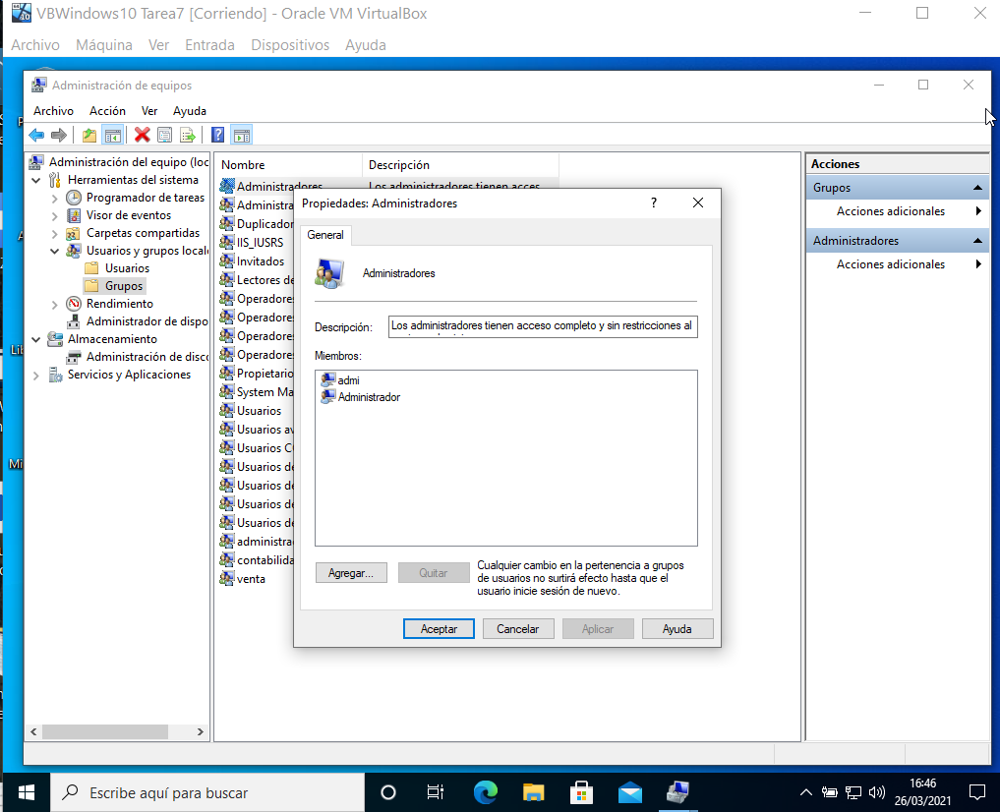 VBWindows10 Tarea7 [Corriendo] - Oracle VM VirtualBox
Archivo Máquina Ver Entrada Dispositivos Ayuda
Administración de equipos
Archivo Acción Ver Ayuda
Administración del equipo (loc
Herramientas del sistema
Programador de tareas
Visor de eventos
Carpetas compartidas
Usuarios y grupos locale
Usuarios
Grupos
Rendimiento
Administrador de dispo
Almacenamiento
Administración de disco
Servicios y Aplicaciones
Nombre Descripción
Administradores Los administradores tienen acces
Administra
Duplicador
IIS_IUSRS
Invitados
Lectores de
Operadores
Operadores
Operadores
Operadores
Propietario
System Ma
Usuarios
Usuarios av
Usuarios CO
Usuarios de
Usuarios de
Usuarios de
Usuarios de
administra
contabilida
venta
Propiedades: Administradores
General
Administradores
Descripción: Los administradores tienen acceso completo y sin restricciones al
Miembros:
admi
Administrador
Agregar... Quitar
Cualquier cambio en la pertenencia a grupos
de usuarios no surtirá efecto hasta que el
usuario inicie sesión de nuevo.
Aceptar Cancelar Aplicar Ayuda
Acciones
Grupos
Acciones adicionales
Administradores
Acciones adicionales
Escribe aquí para buscar
16:46
26/03/2021